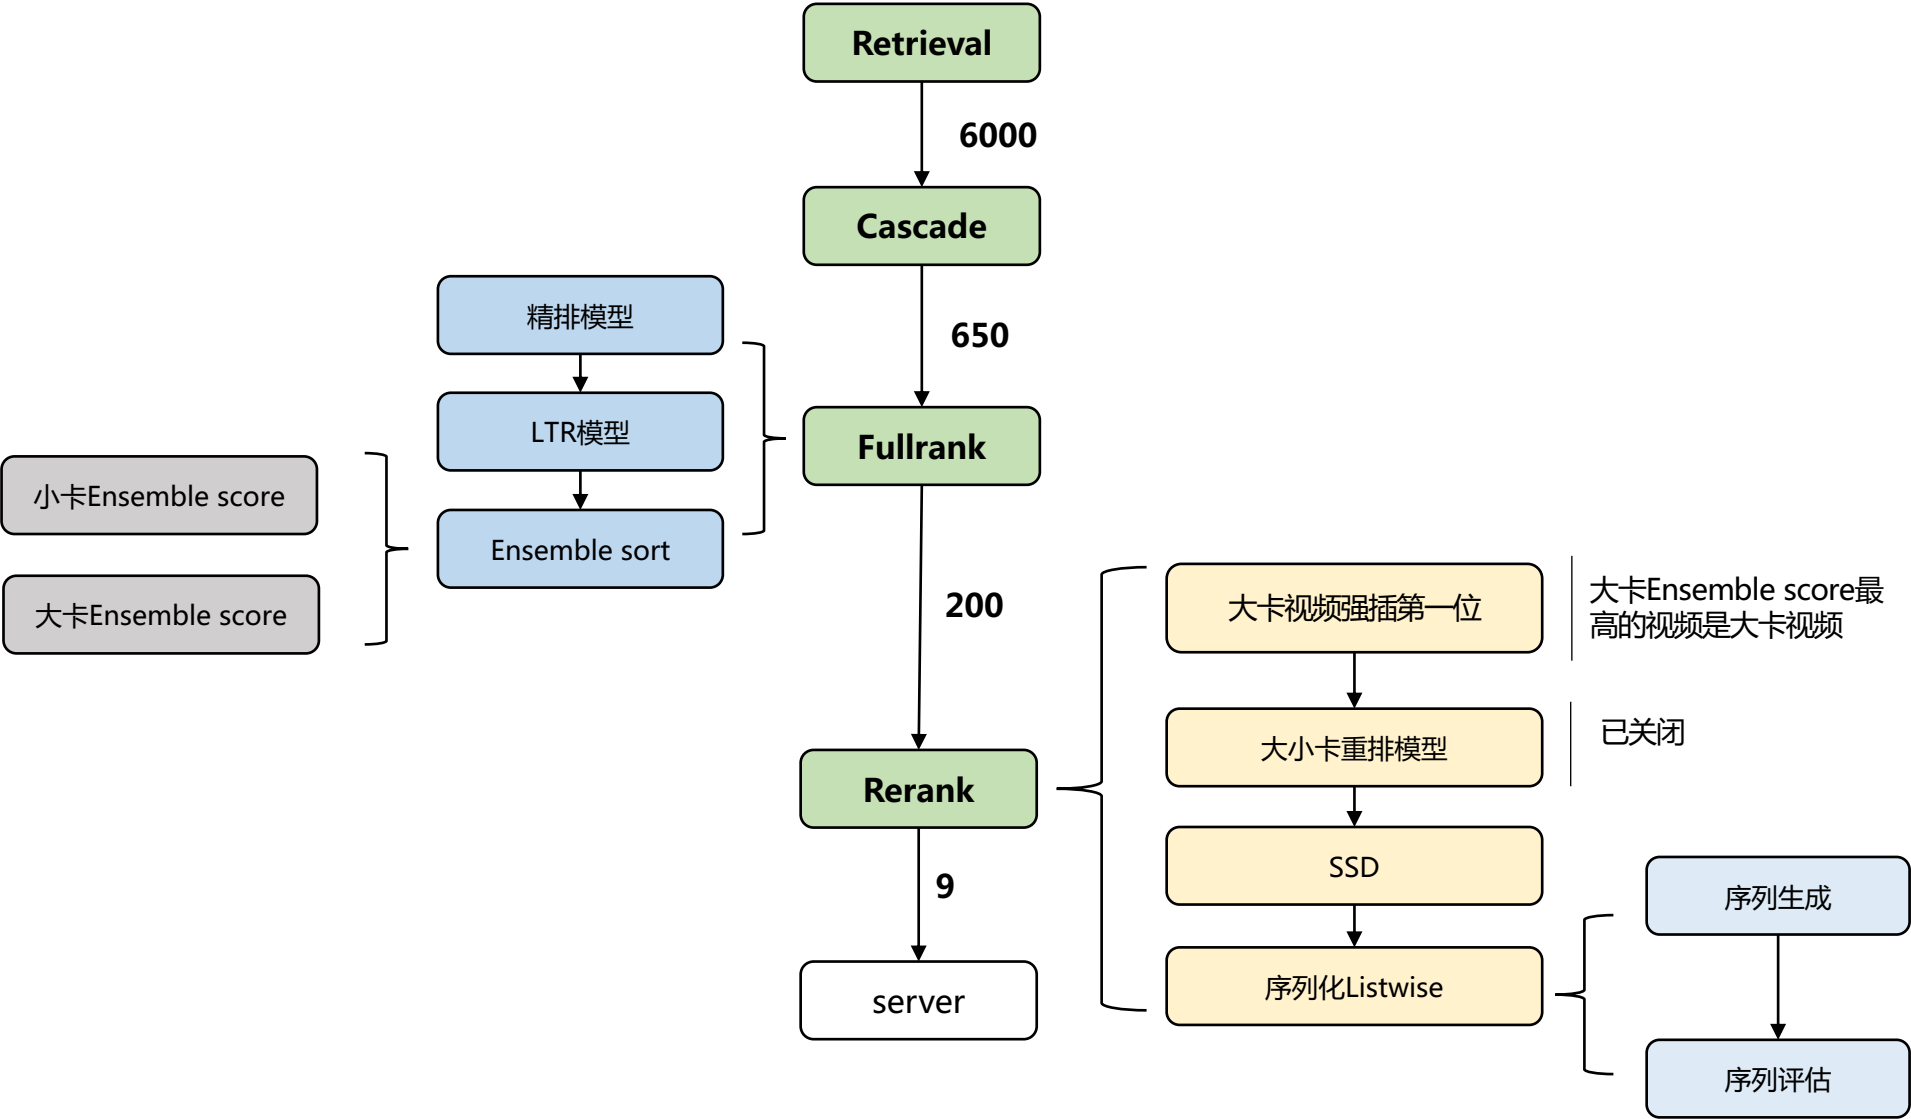 Retrieval
6000
Cascade
650
精排模型
LTR模型
Ensemble sort
小卡Ensemble score
大卡Ensemble score
Fullrank
200
Rerank
9
server
大卡视频强插第一位
大卡Ensemble score最
高的视频是大卡视频
大小卡重排模型
已关闭
SSD
序列化Listwise
序列生成
序列评估